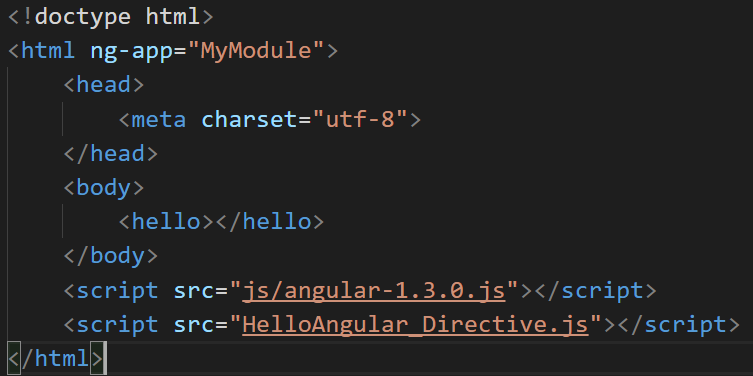 <!doctype html>
<html ng-app="MyModule">
    <head>
        <meta charset="utf-8">
    </head>
    <body>
        <hello></hello>
    </body>
    <script src="js/angular-1.3.0.js"></script>
    <script src="HelloAngular_Directive.js"></script>
</html>